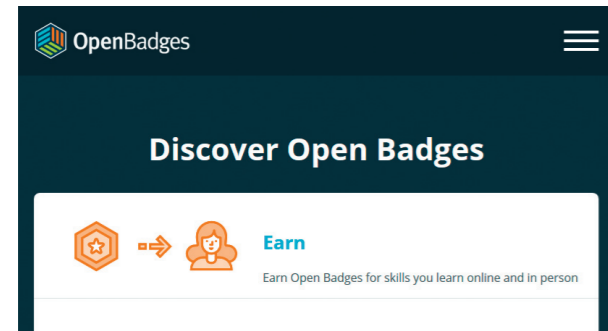 OpenBadges
Discover Open Badges
Earn
Earn Open Badges for skills you learn online and in person